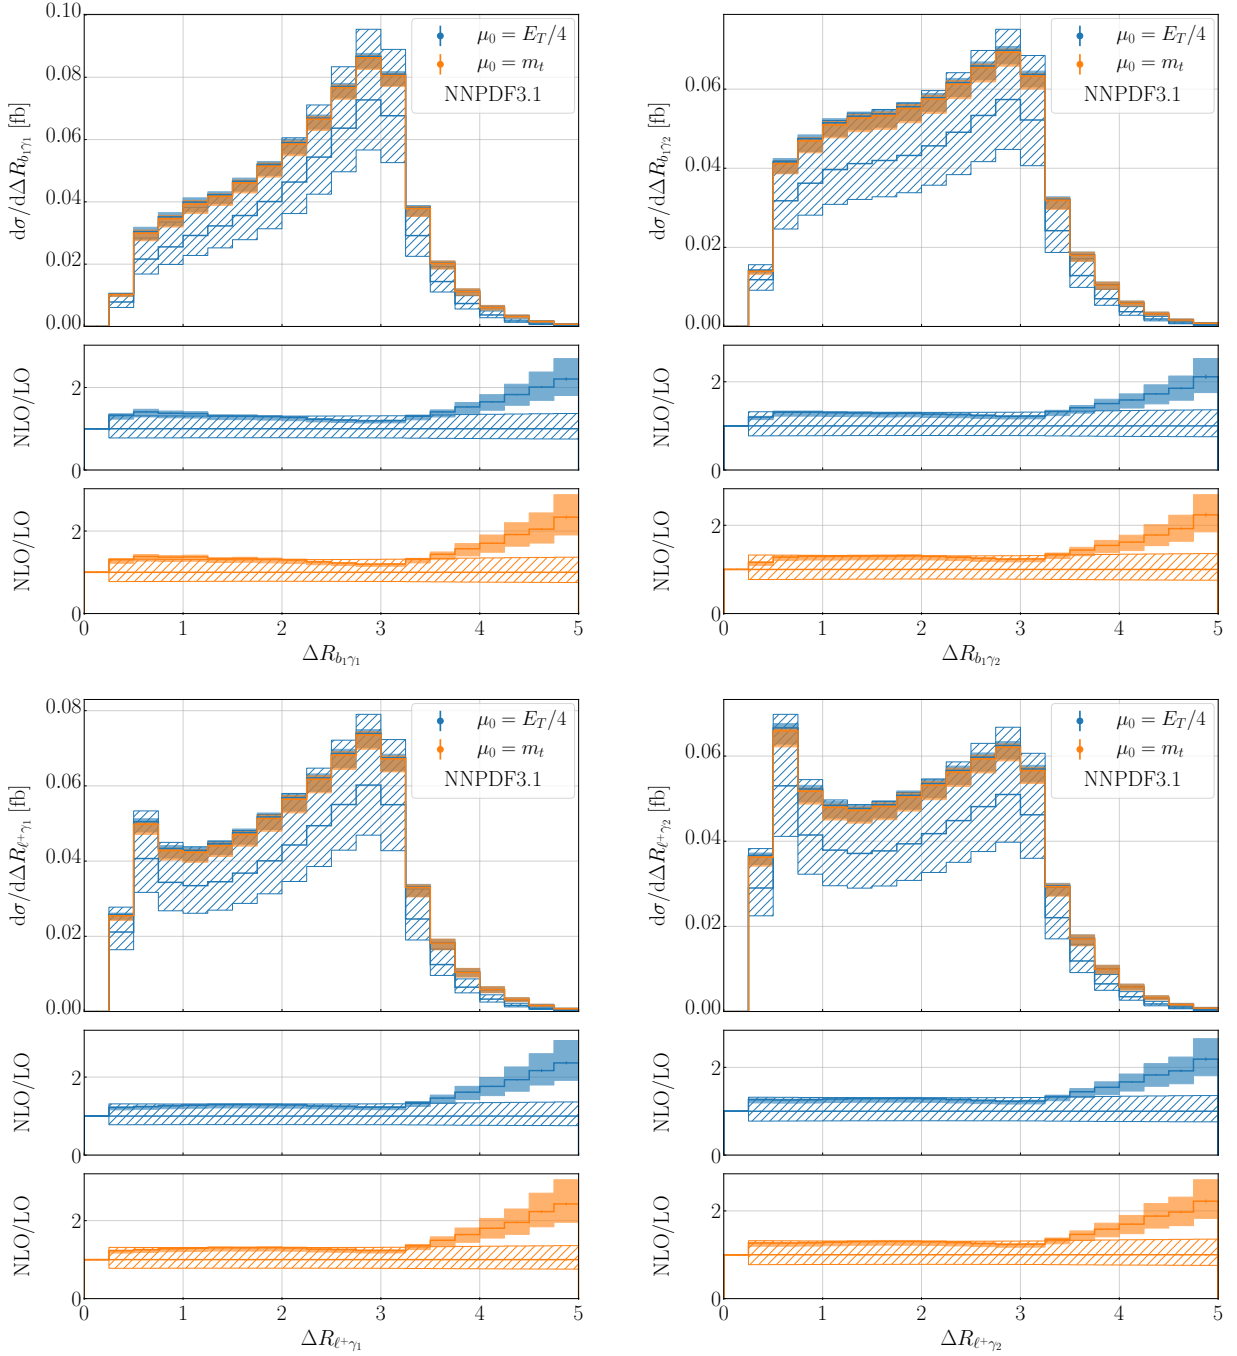 0.10
0.08
0.06
0.04
0.02
0.00
dσ/dΔR_{b₁γ₁} [fb]
μ₀ = E_T/4
μ₀ = m_t
NNPDF3.1
2
0
NLO/LO
2
0
NLO/LO
0 1 2 3 4 5
ΔR_{b₁γ₁}
0.06
0.04
0.02
0.00
dσ/dΔR_{b₁γ₂} [fb]
μ₀ = E_T/4
μ₀ = m_t
NNPDF3.1
2
0
NLO/LO
2
0
NLO/LO
0 1 2 3 4 5
ΔR_{b₁γ₂}
0.08
0.06
0.04
0.02
0.00
dσ/dΔR_{ℓ⁺γ₁} [fb]
μ₀ = E_T/4
μ₀ = m_t
NNPDF3.1
2
0
NLO/LO
2
0
NLO/LO
0 1 2 3 4 5
ΔR_{ℓ⁺γ₁}
0.06
0.04
0.02
0.00
dσ/dΔR_{ℓ⁺γ₂} [fb]
μ₀ = E_T/4
μ₀ = m_t
NNPDF3.1
2
0
NLO/LO
2
0
NLO/LO
0 1 2 3 4 5
ΔR_{ℓ⁺γ₂}